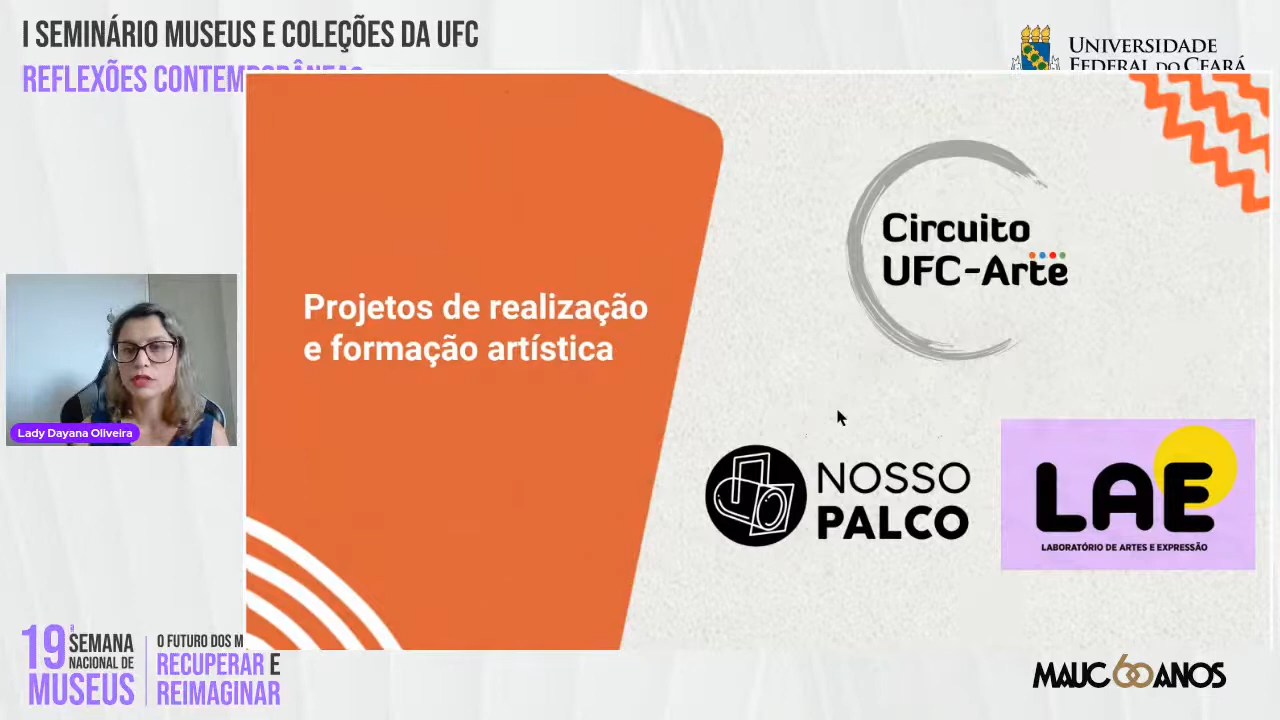 I SEMINÁRIO MUSEUS E COLEÇÕES DA UFC
REFLEXÕES CONTEMPORÂNEAS
UNIVERSIDADE
FEDERAL DO CEARÁ
Projetos de realização
e formação artística
Circuito
UFC-Arte
NOSSO
PALCO
LAE
LABORATÓRIO DE ARTES E EXPRESSÃO
Lady Dayana Oliveira
19ª SEMANA
NACIONAL DE
MUSEUS
O FUTURO DOS M
RECUPERAR E
REIMAGINAR
MAUC 60 ANOS